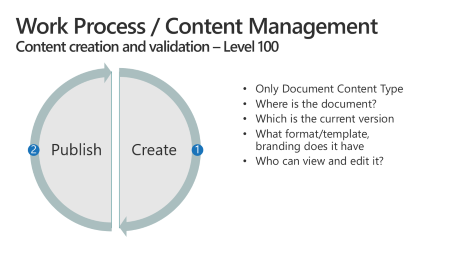 Work Process / Content Management
Content creation and validation – Level 100
2 Publish Create 1
• Only Document Content Type
• Where is the document?
• Which is the current version
• What format/template,
branding does it have
• Who can view and edit it?